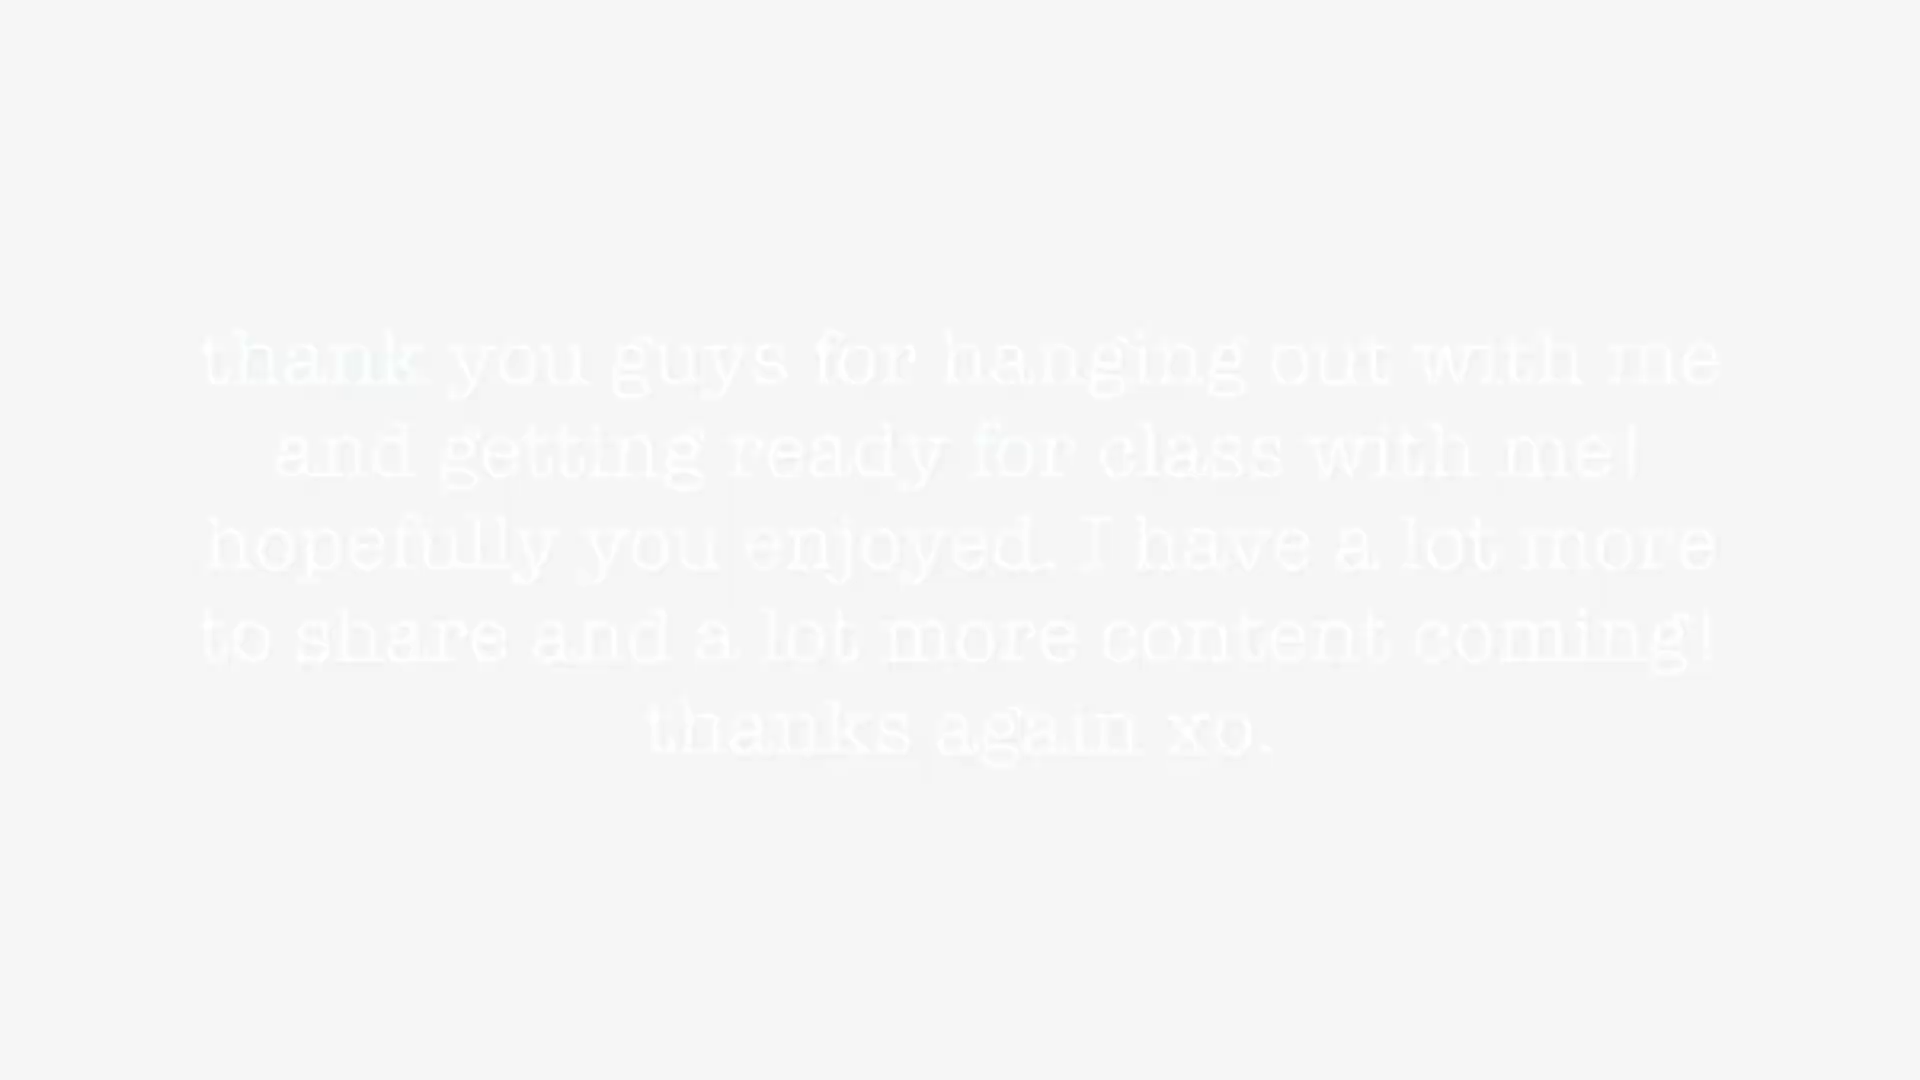 thank you guys for hanging out with me
and getting ready for class with me!
hopefully you enjoyed. I have a lot more
to share and a lot more content coming!
thanks again xo.